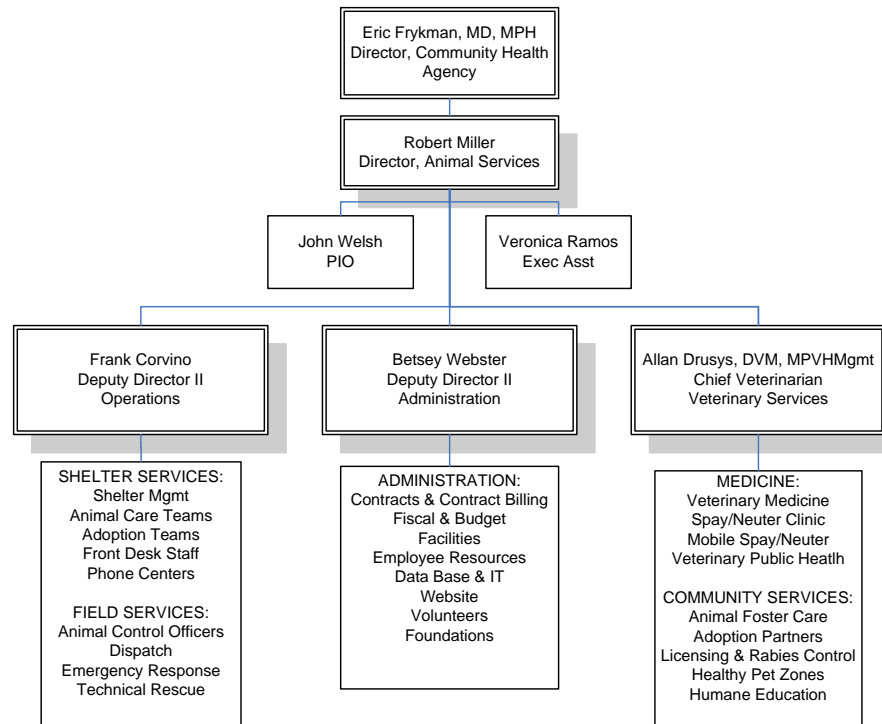 Eric Frykman, MD, MPH
Director, Community Health
Agency
Robert Miller
Director, Animal Services
John Welsh
PIO
Veronica Ramos
Exec Asst
Frank Corvino
Deputy Director II
Operations
Betsey Webster
Deputy Director II
Administration
Allan Drusys, DVM, MPVHMgmt
Chief Veterinarian
Veterinary Services
SHELTER SERVICES:
Shelter Mgmt
Animal Care Teams
Adoption Teams
Front Desk Staff
Phone Centers
FIELD SERVICES:
Animal Control Officers
Dispatch
Emergency Response
Technical Rescue
ADMINISTRATION:
Contracts & Contract Billing
Fiscal & Budget
Facilities
Employee Resources
Data Base & IT
Website
Volunteers
Foundations
MEDICINE:
Veterinary Medicine
Spay/Neuter Clinic
Mobile Spay/Neuter
Veterinary Public Heatlh
COMMUNITY SERVICES:
Animal Foster Care
Adoption Partners
Licensing & Rabies Control
Healthy Pet Zones
Humane Education